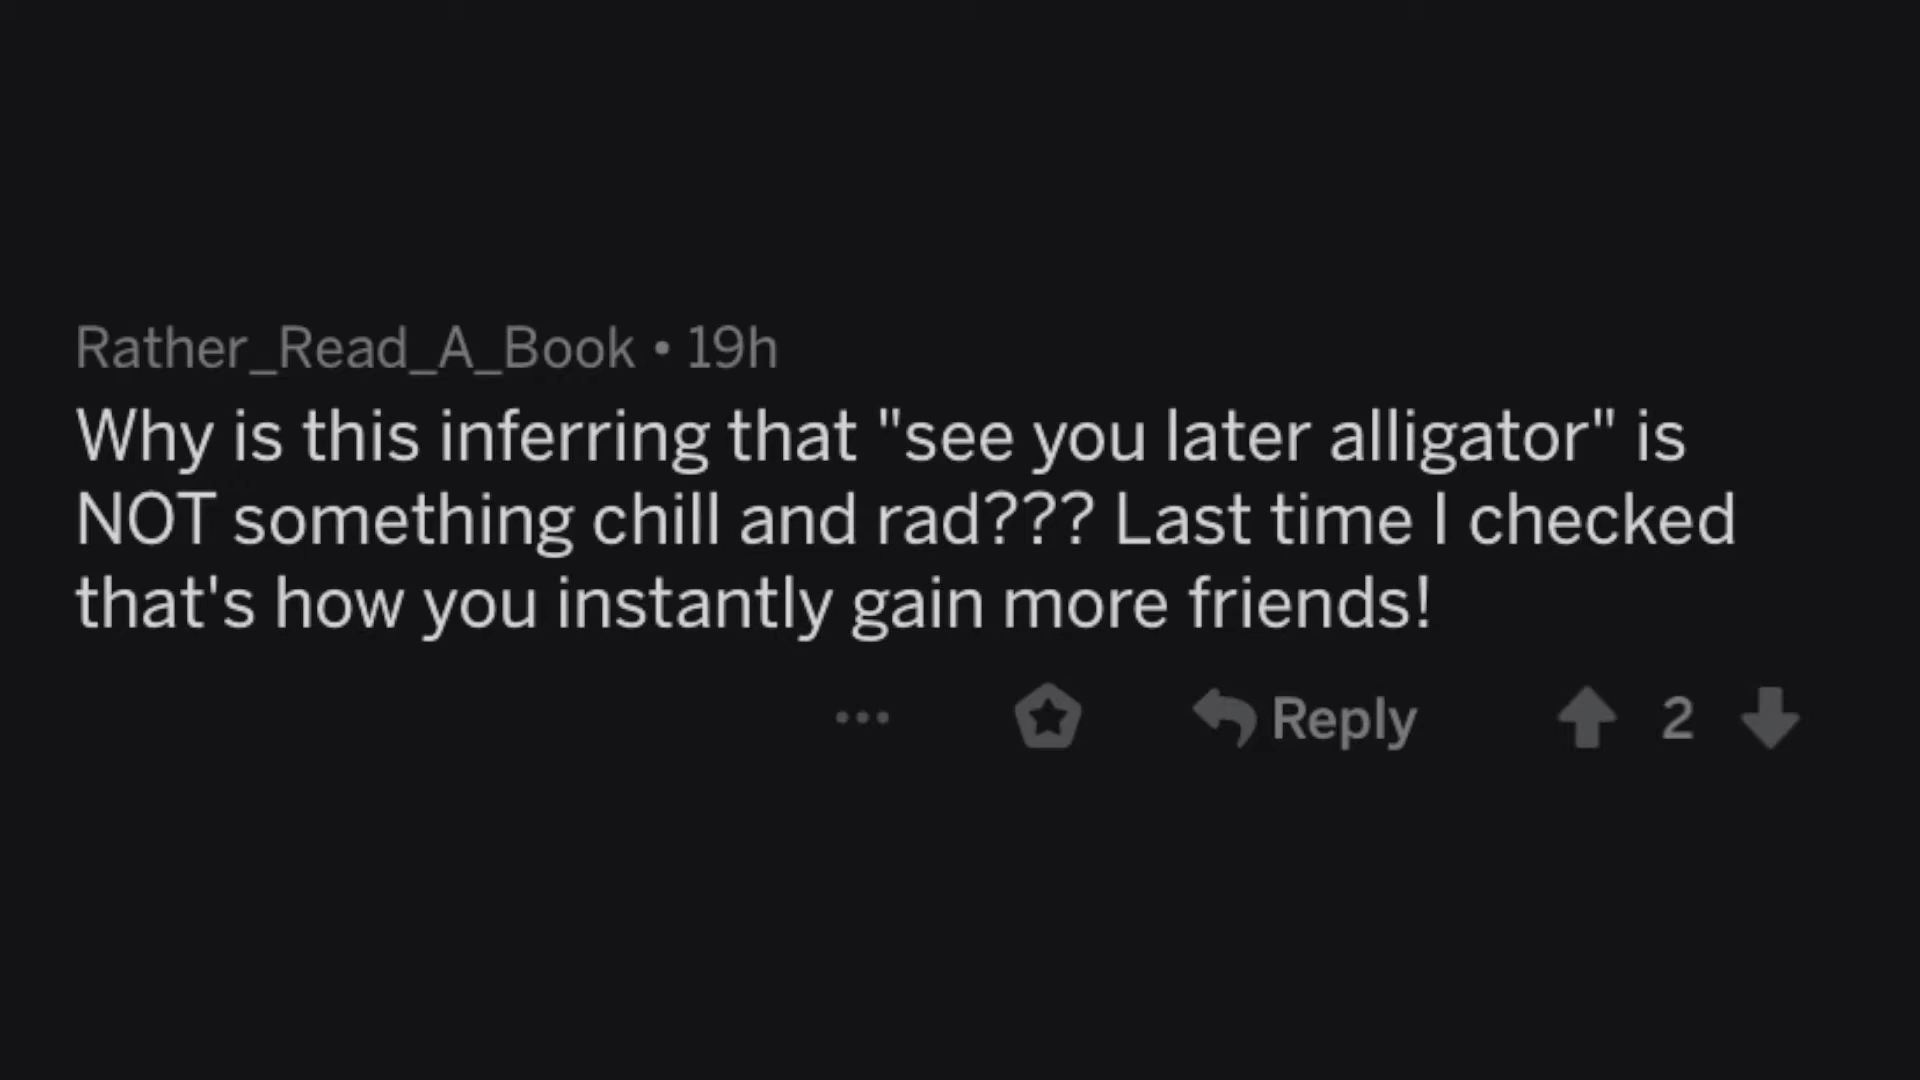 Rather_Read_A_Book • 19h
Why is this inferring that "see you later alligator" is
NOT something chill and rad??? Last time I checked
that's how you instantly gain more friends!
Reply 2